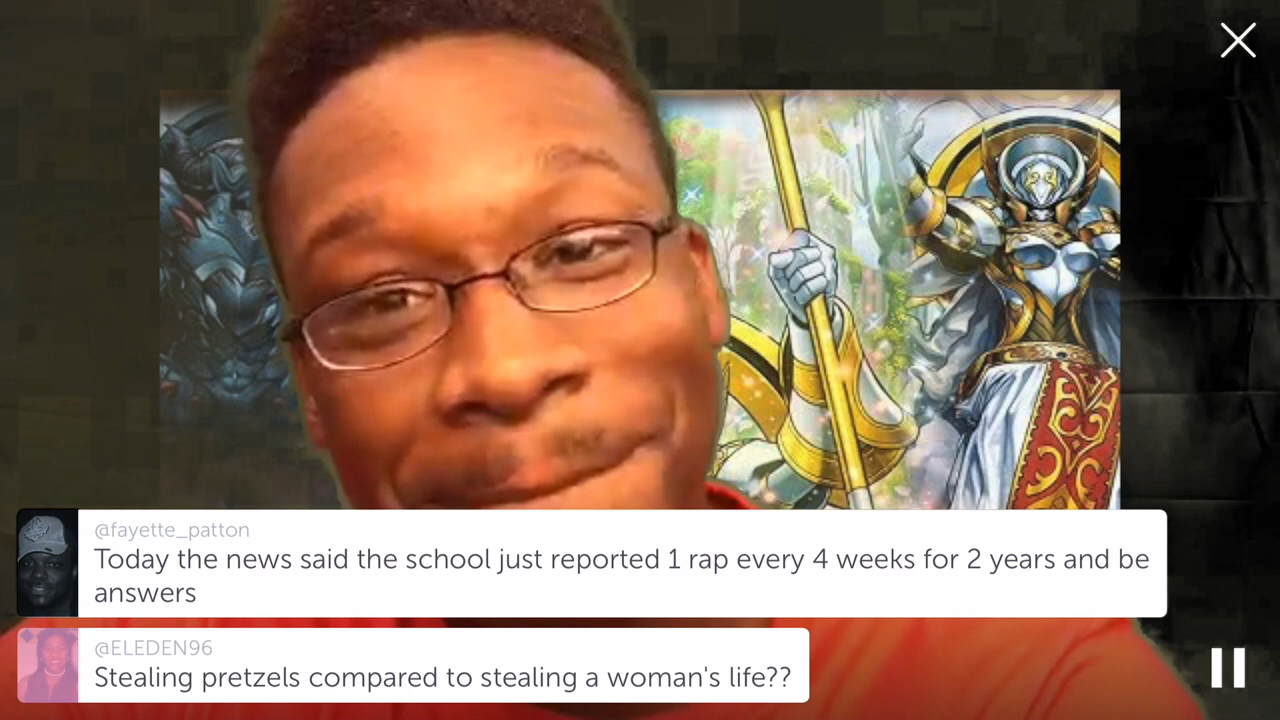 @fayette_patton
Today the news said the school just reported 1 rap every 4 weeks for 2 years and be
answers
@ELEDEN96
Stealing pretzels compared to stealing a woman's life??